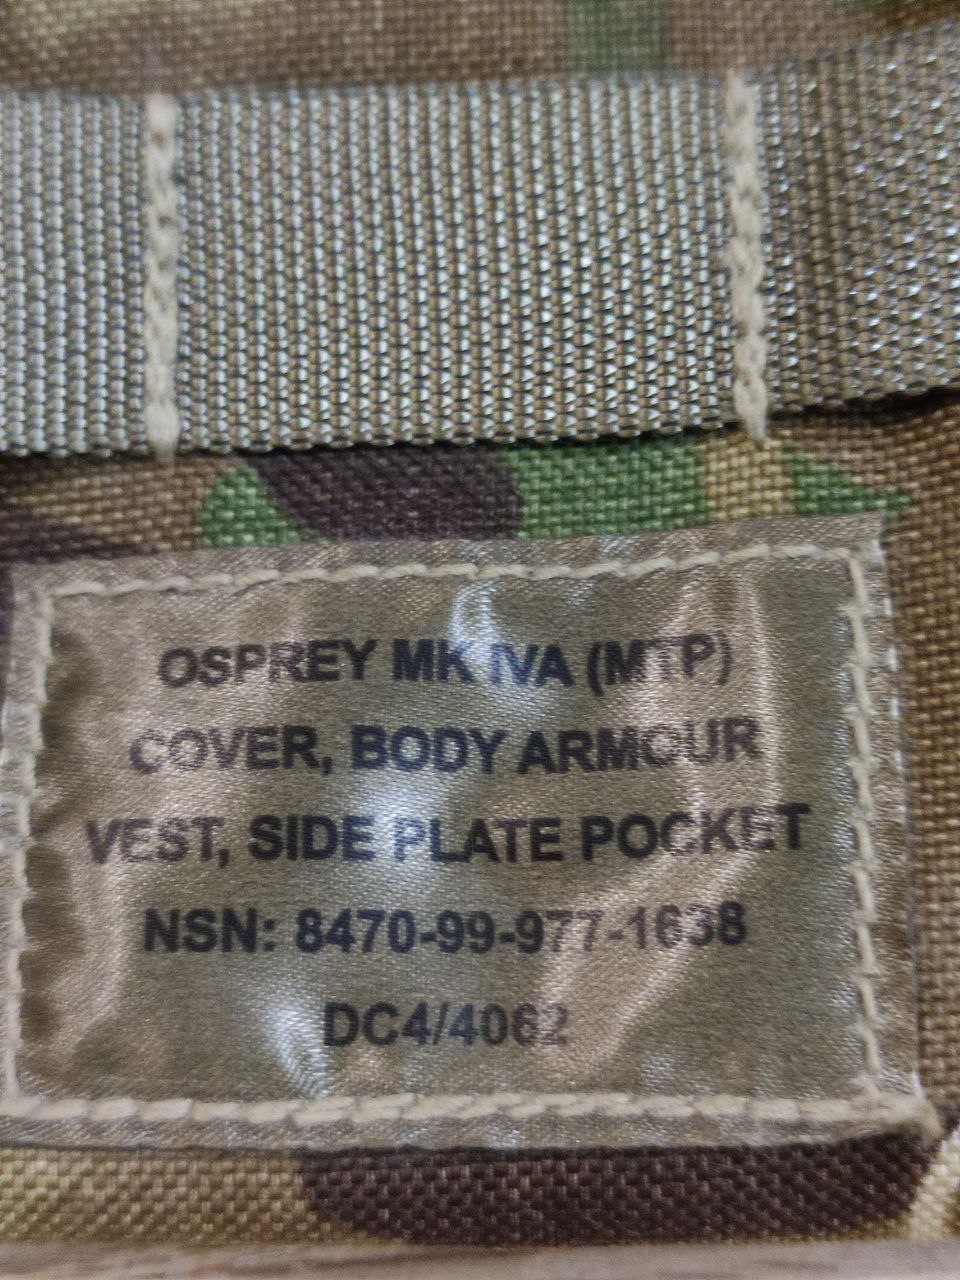 OSPREY MK IVA (MTP)
COVER, BODY ARMOUR
VEST, SIDE PLATE POCKET
NSN: 8470-99-977-1638
DC4/4062